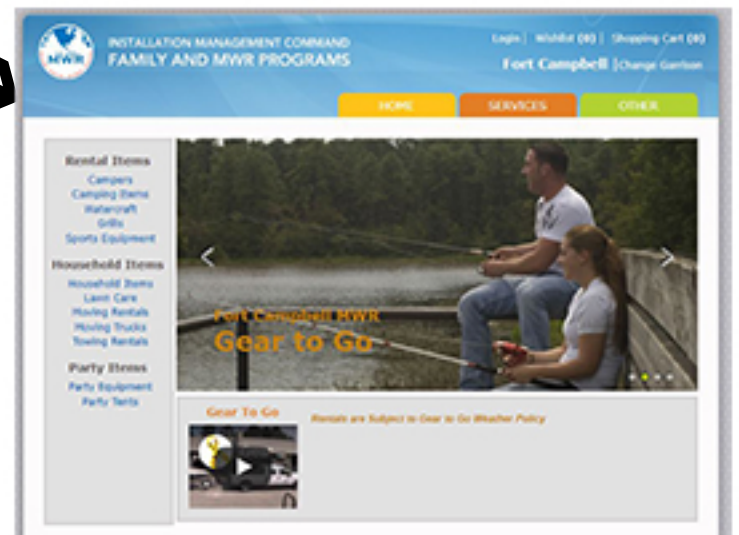 MWR
INSTALLATION MANAGEMENT COMMAND
FAMILY AND MWR PROGRAMS
Login | Wishlist (0) | Shopping Cart (0)
Fort Campbell | Change Garrison
HOME
SERVICES
OTHER
Rental Items
Campers
Camping Items
Watercraft
Grills
Sports Equipment
Household Items
Household Items
Lawn Care
Moving Rentals
Moving Trucks
Towing Rentals
Party Items
Party Equipment
Party Tents
Fort Campbell MWR
Gear to Go
Gear To Go
Rentals are Subject to Gear to Go Weather Policy